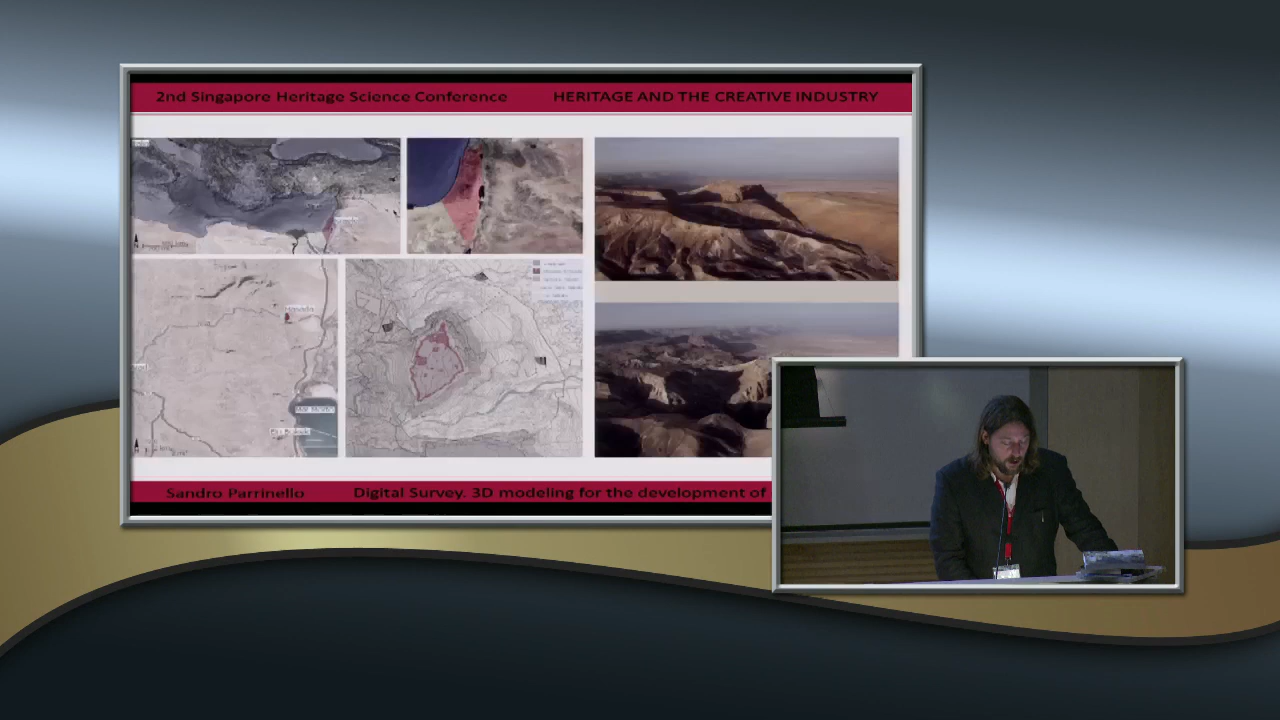 2nd Singapore Heritage Science Conference
HERITAGE AND THE CREATIVE INDUSTRY
Masada
Sandro Parrinello
Digital Survey. 3D modeling for the development of